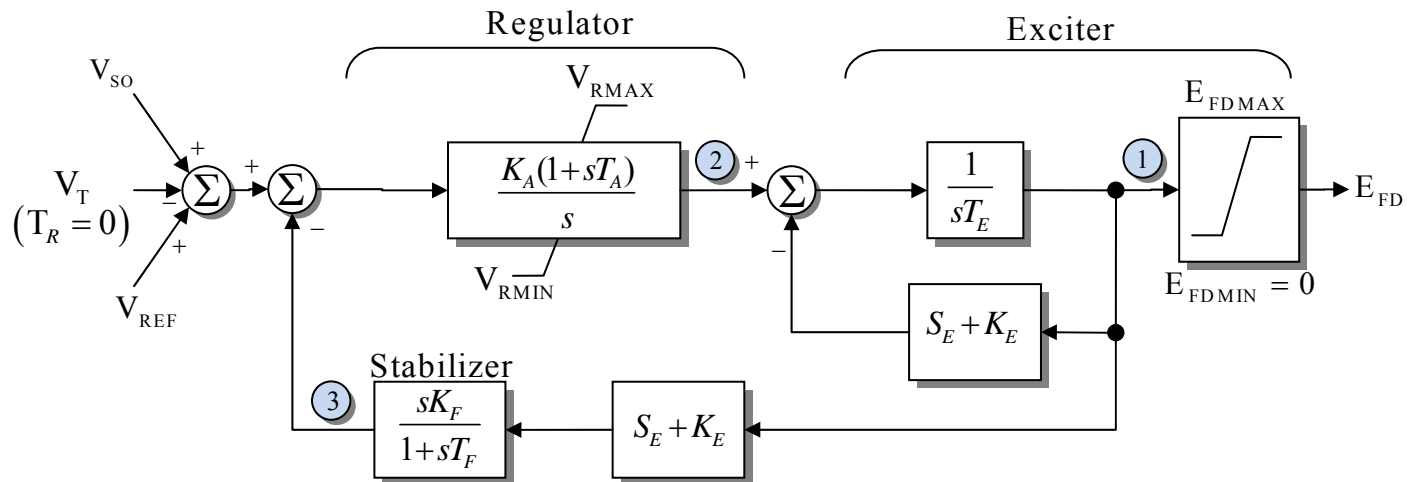 Regulator
Exciter
V_SO
V_RMAX
E_FDMAX
+
+
+
2
1
V_T
−
Σ
Σ
K_A(1+sT_A)
s
+
Σ
1
sT_E
E_FD
(T_R = 0)
+
−
−
V_REF
V_RMIN
E_FDMIN = 0
S_E + K_E
Stabilizer
3
sK_F
1+sT_F
S_E + K_E